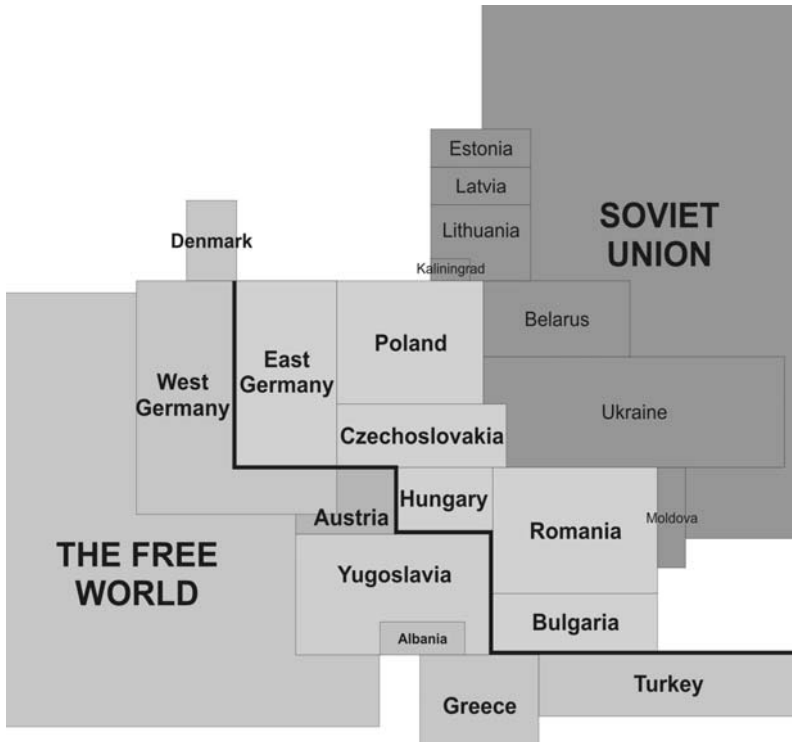 Estonia
Latvia
Lithuania
Kaliningrad
SOVIET
UNION
Denmark
West
Germany
East
Germany
Poland
Belarus
Czechoslovakia
Ukraine
Austria
Hungary
Romania
Moldova
THE FREE
WORLD
Yugoslavia
Albania
Bulgaria
Greece
Turkey